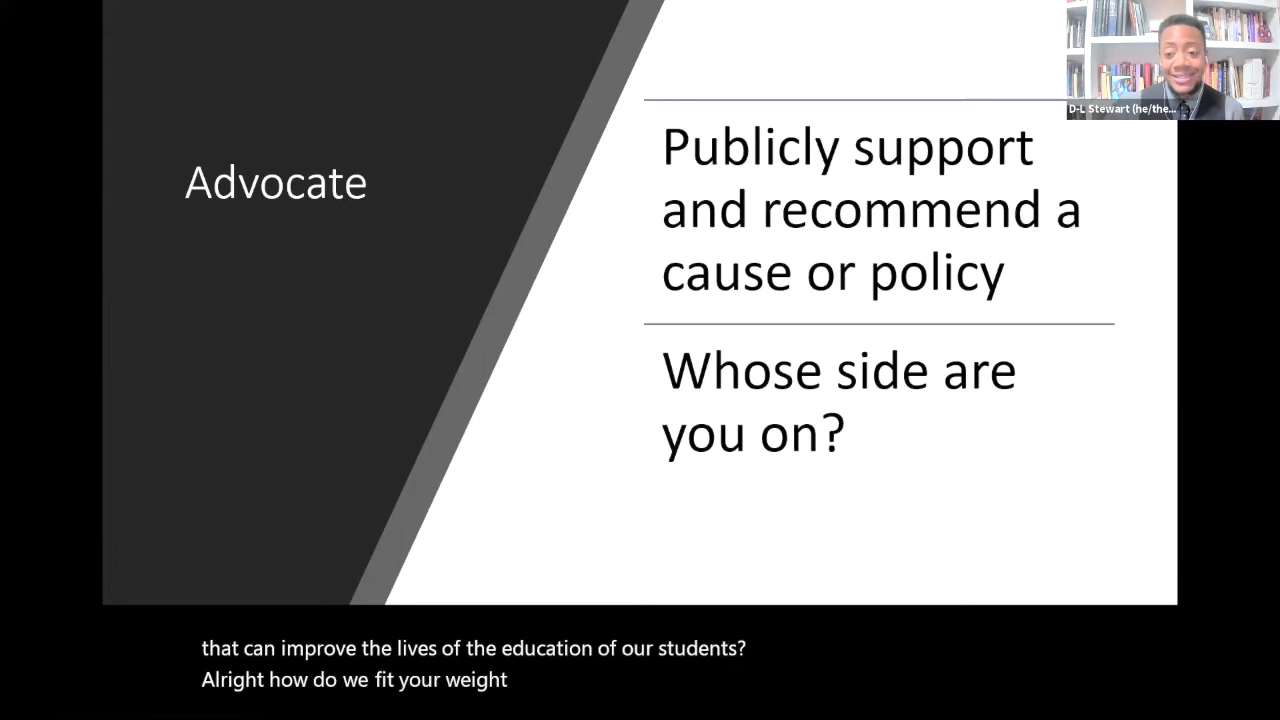 Advocate
Publicly support
and recommend a
cause or policy
Whose side are
you on?
D-L Stewart (he/the...
that can improve the lives of the education of our students?
Alright how do we fit your weight